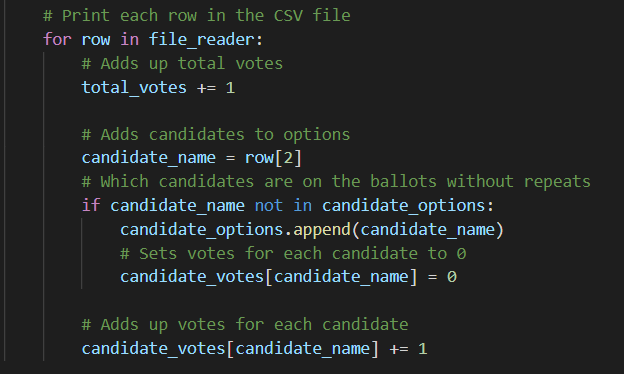 # Print each row in the CSV file
for row in file_reader:
# Adds up total votes
total_votes += 1
# Adds candidates to options
candidate_name = row[2]
# Which candidates are on the ballots without repeats
if candidate_name not in candidate_options:
candidate_options.append(candidate_name)
# Sets votes for each candidate to 0
candidate_votes[candidate_name] = 0
# Adds up votes for each candidate
candidate_votes[candidate_name] += 1